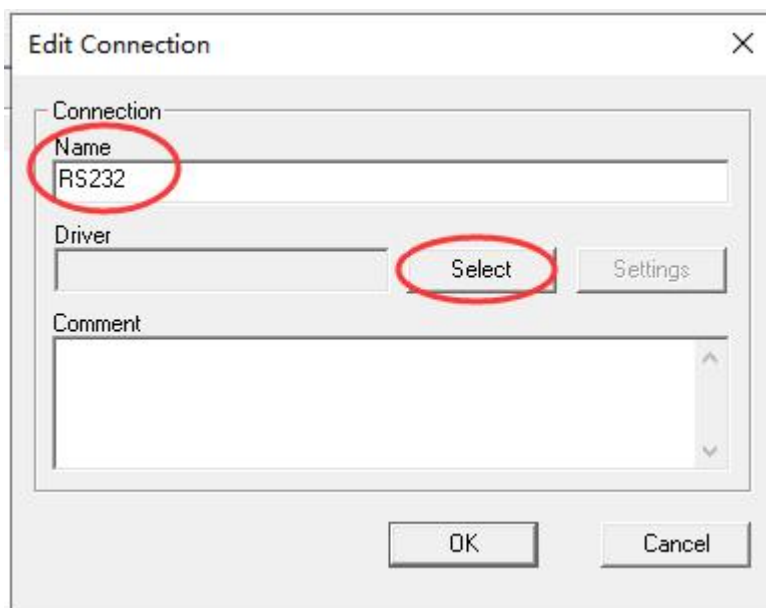 Edit Connection
Connection
Name
RS232
Driver
Select
Settings
Comment
OK
Cancel